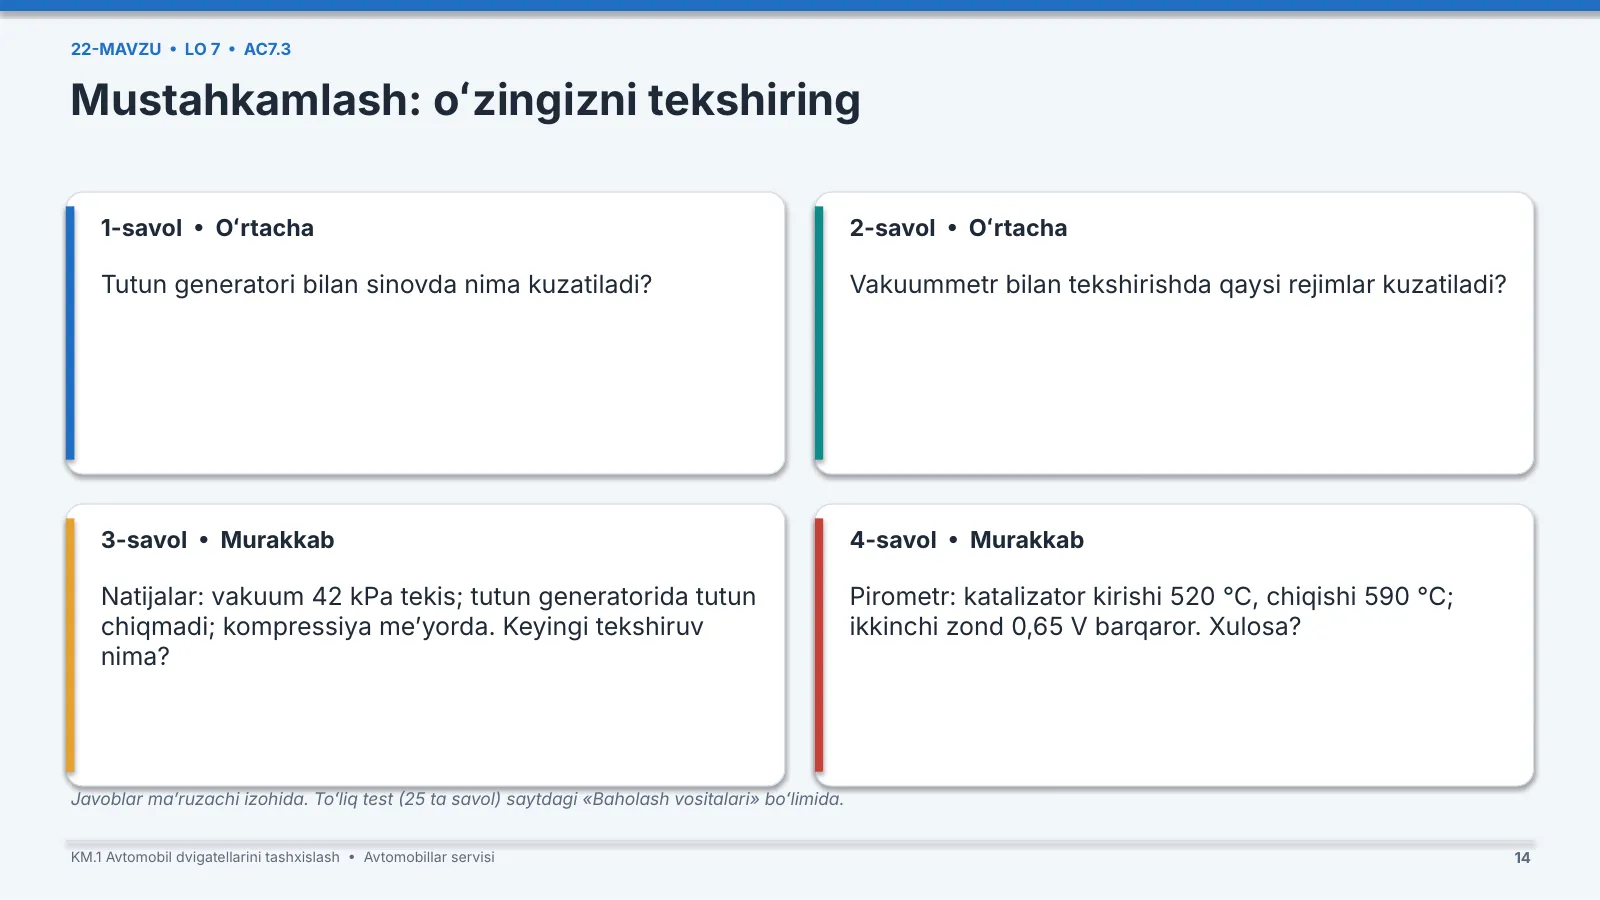 22-MAVZU • LO 7 • AC7.3
Mustahkamlash: oʻzingizni tekshiring
1-savol • Oʻrtacha
Tutun generatori bilan sinovda nima kuzatiladi?
2-savol • Oʻrtacha
Vakuummetr bilan tekshirishda qaysi rejimlar kuzatiladi?
3-savol • Murakkab
Natijalar: vakuum 42 kPa tekis; tutun generatorida tutun
chiqmadi; kompressiya meʼyorda. Keyingi tekshiruv
nima?
4-savol • Murakkab
Pirometr: katalizator kirishi 520 °C, chiqishi 590 °C;
ikkinchi zond 0,65 V barqaror. Xulosa?
Javoblar maʼruzachi izohida. Toʻliq test (25 ta savol) saytdagi «Baholash vositalari» boʻlimida.
KM.1 Avtomobil dvigatellarini tashxislash • Avtomobillar servisi
14